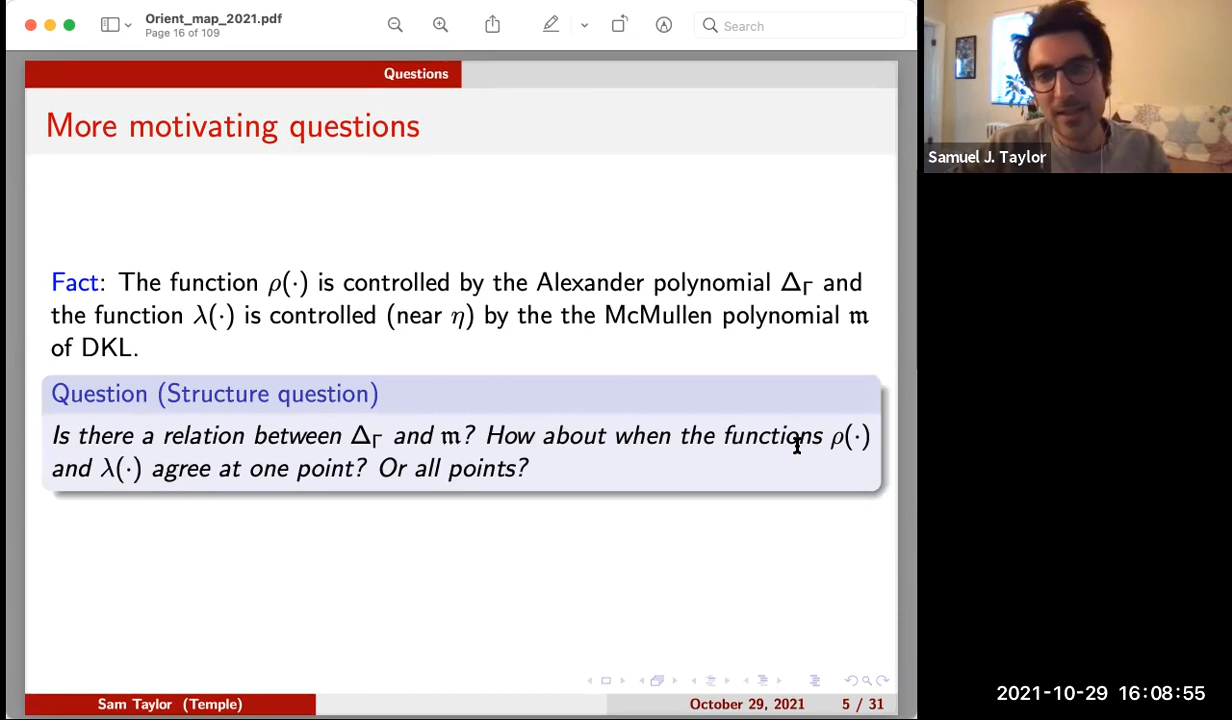 Orient_map_2021.pdf
Page 16 of 109
Search
Questions
More motivating questions
Fact: The function ρ(·) is controlled by the Alexander polynomial Δ_Γ and
the function λ(·) is controlled (near η) by the the McMullen polynomial 𝔪
of DKL.
Question (Structure question)
Is there a relation between Δ_Γ and 𝔪? How about when the functions ρ(·)
and λ(·) agree at one point? Or all points?
Sam Taylor (Temple)
October 29, 2021
5 / 31
Samuel J. Taylor
2021-10-29 16:08:55